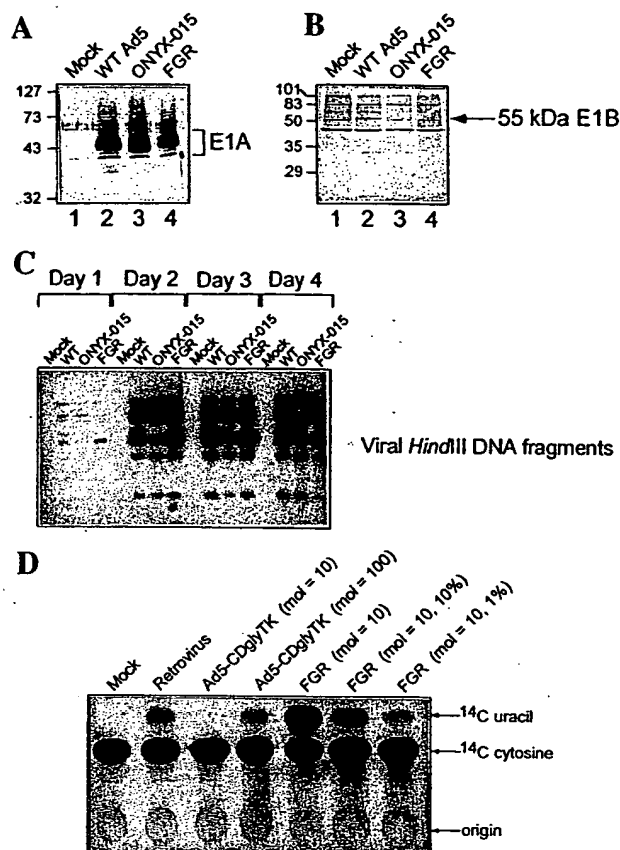 A
Mock
WT Ad5
ONYX-015
FGR
127
73
43
32
E1A
1 2 3 4
B
Mock
WT Ad5
ONYX-015
FGR
101
83
50
35
29
55 kDa E1B
1 2 3 4
C
Day 1 Day 2 Day 3 Day 4
Mock WT ONYX-015 FGR Mock WT ONYX-015 FGR Mock WT ONYX-015 FGR Mock WT ONYX-015 FGR
Viral HindIII DNA fragments
D
Mock
Retrovirus
Ad5-CDglyTK (moI = 10)
Ad5-CDglyTK (moI = 100)
FGR (moI = 10)
FGR (moI = 10, 10%)
FGR (moI = 10, 1%)
14C uracil
14C cytosine
origin